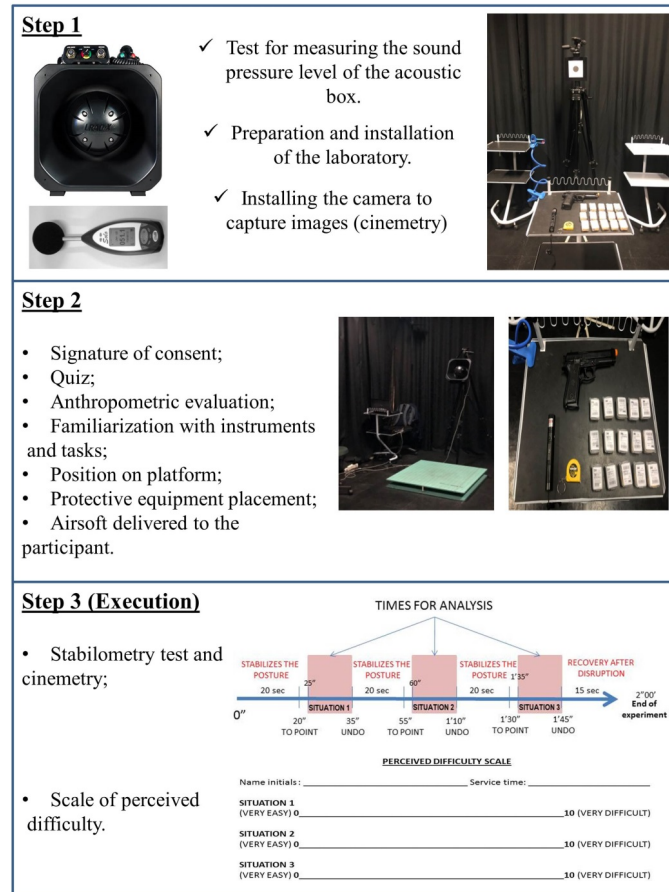 Step 1
✓ Test for measuring the sound
pressure level of the acoustic
box.
✓ Preparation and installation
of the laboratory.
✓ Installing the camera to
capture images (cinemetry)
Step 2
• Signature of consent;
• Quiz;
• Anthropometric evaluation;
• Familiarization with instruments
and tasks;
• Position on platform;
• Protective equipment placement;
• Airsoft delivered to the
participant.
Step 3 (Execution)
• Stabilometry test and
cinemetry;
TIMES FOR ANALYSIS
STABILIZES THE STABILIZES THE STABILIZES THE RECOVERY AFTER
POSTURE POSTURE POSTURE DISRUPTION
25" 60" 1'35"
20 sec 20 sec 20 sec 15 sec
SITUATION 1 SITUATION 2 SITUATION 3
0" 2"00' End of experiment
20" 35" 55" 1'10" 1'30" 1'45"
TO POINT UNDO TO POINT UNDO TO POINT UNDO
PERCEIVED DIFFICULTY SCALE
Name initials : Service time:
• Scale of perceived
difficulty.
SITUATION 1
(VERY EASY) 0 10 (VERY DIFFICULT)
SITUATION 2
(VERY EASY) 0 10 (VERY DIFFICULT)
SITUATION 3
(VERY EASY) 0 10 (VERY DIFFICULT)